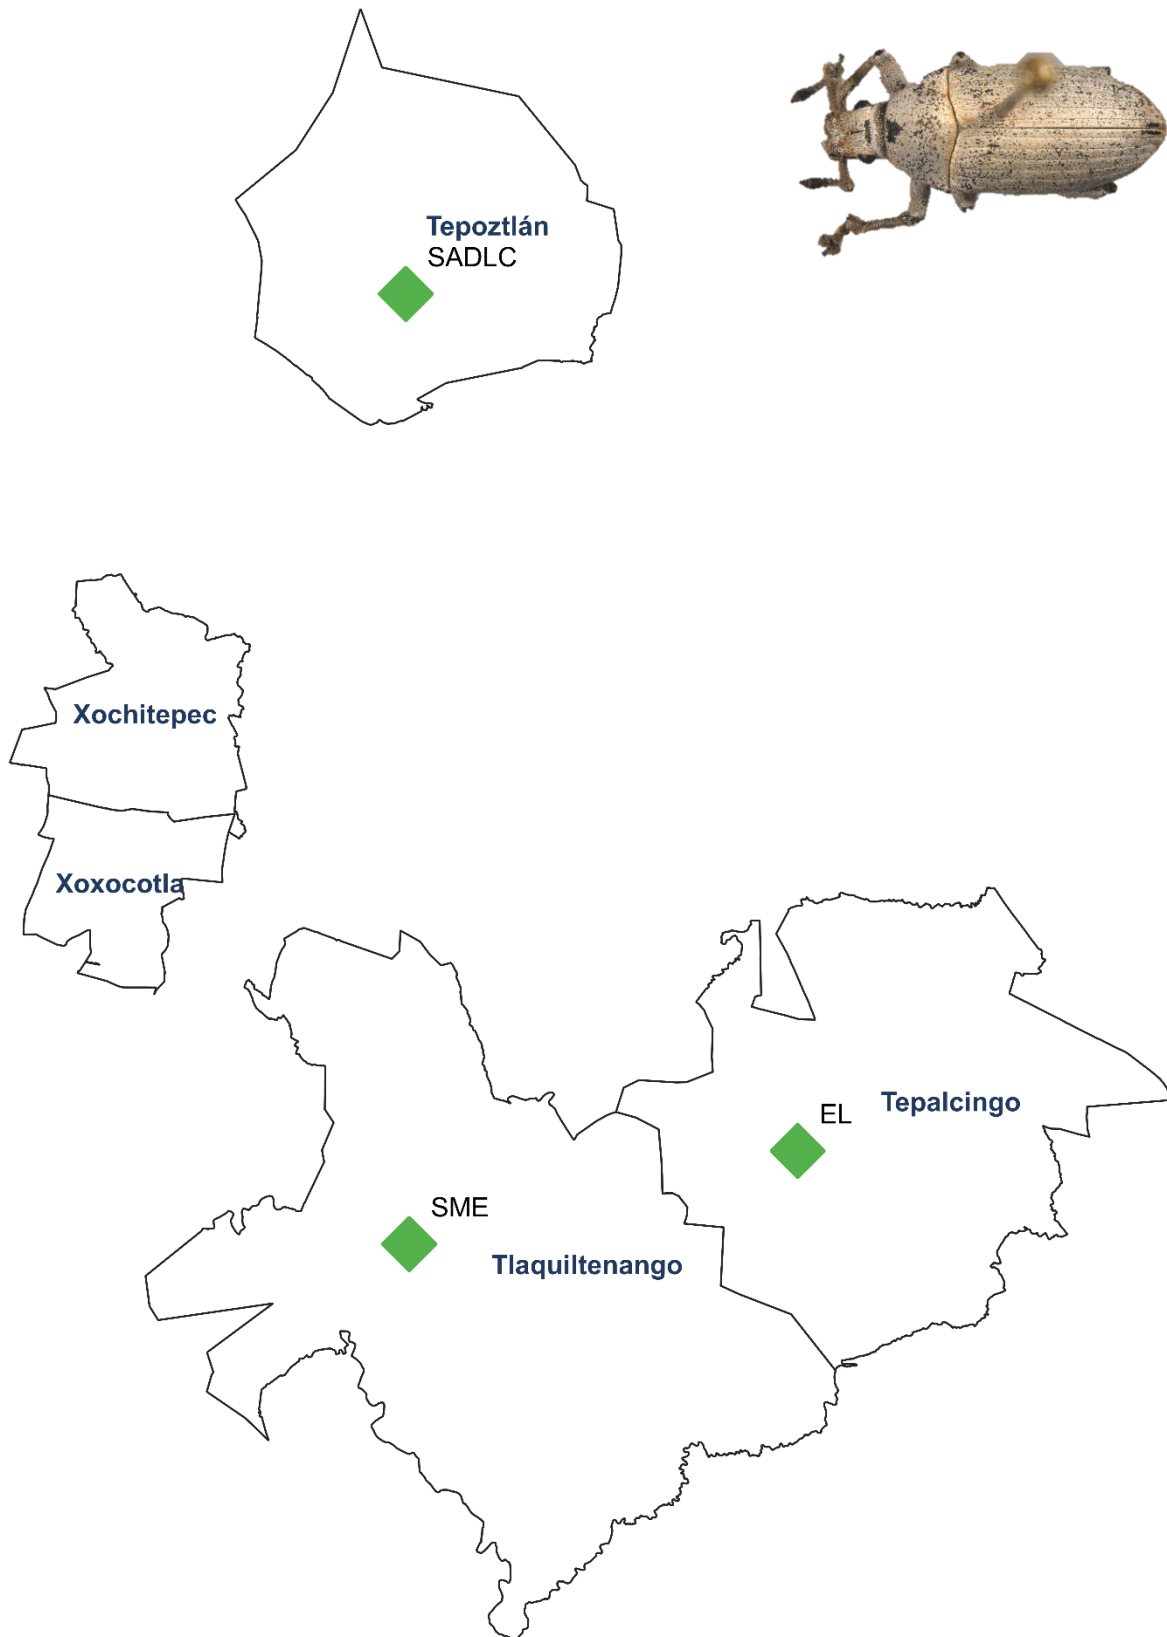 Tepoztlán
SADLC
Xochitepec
Xoxocotla
Tepalcingo
EL
SME
Tlaquiltenango